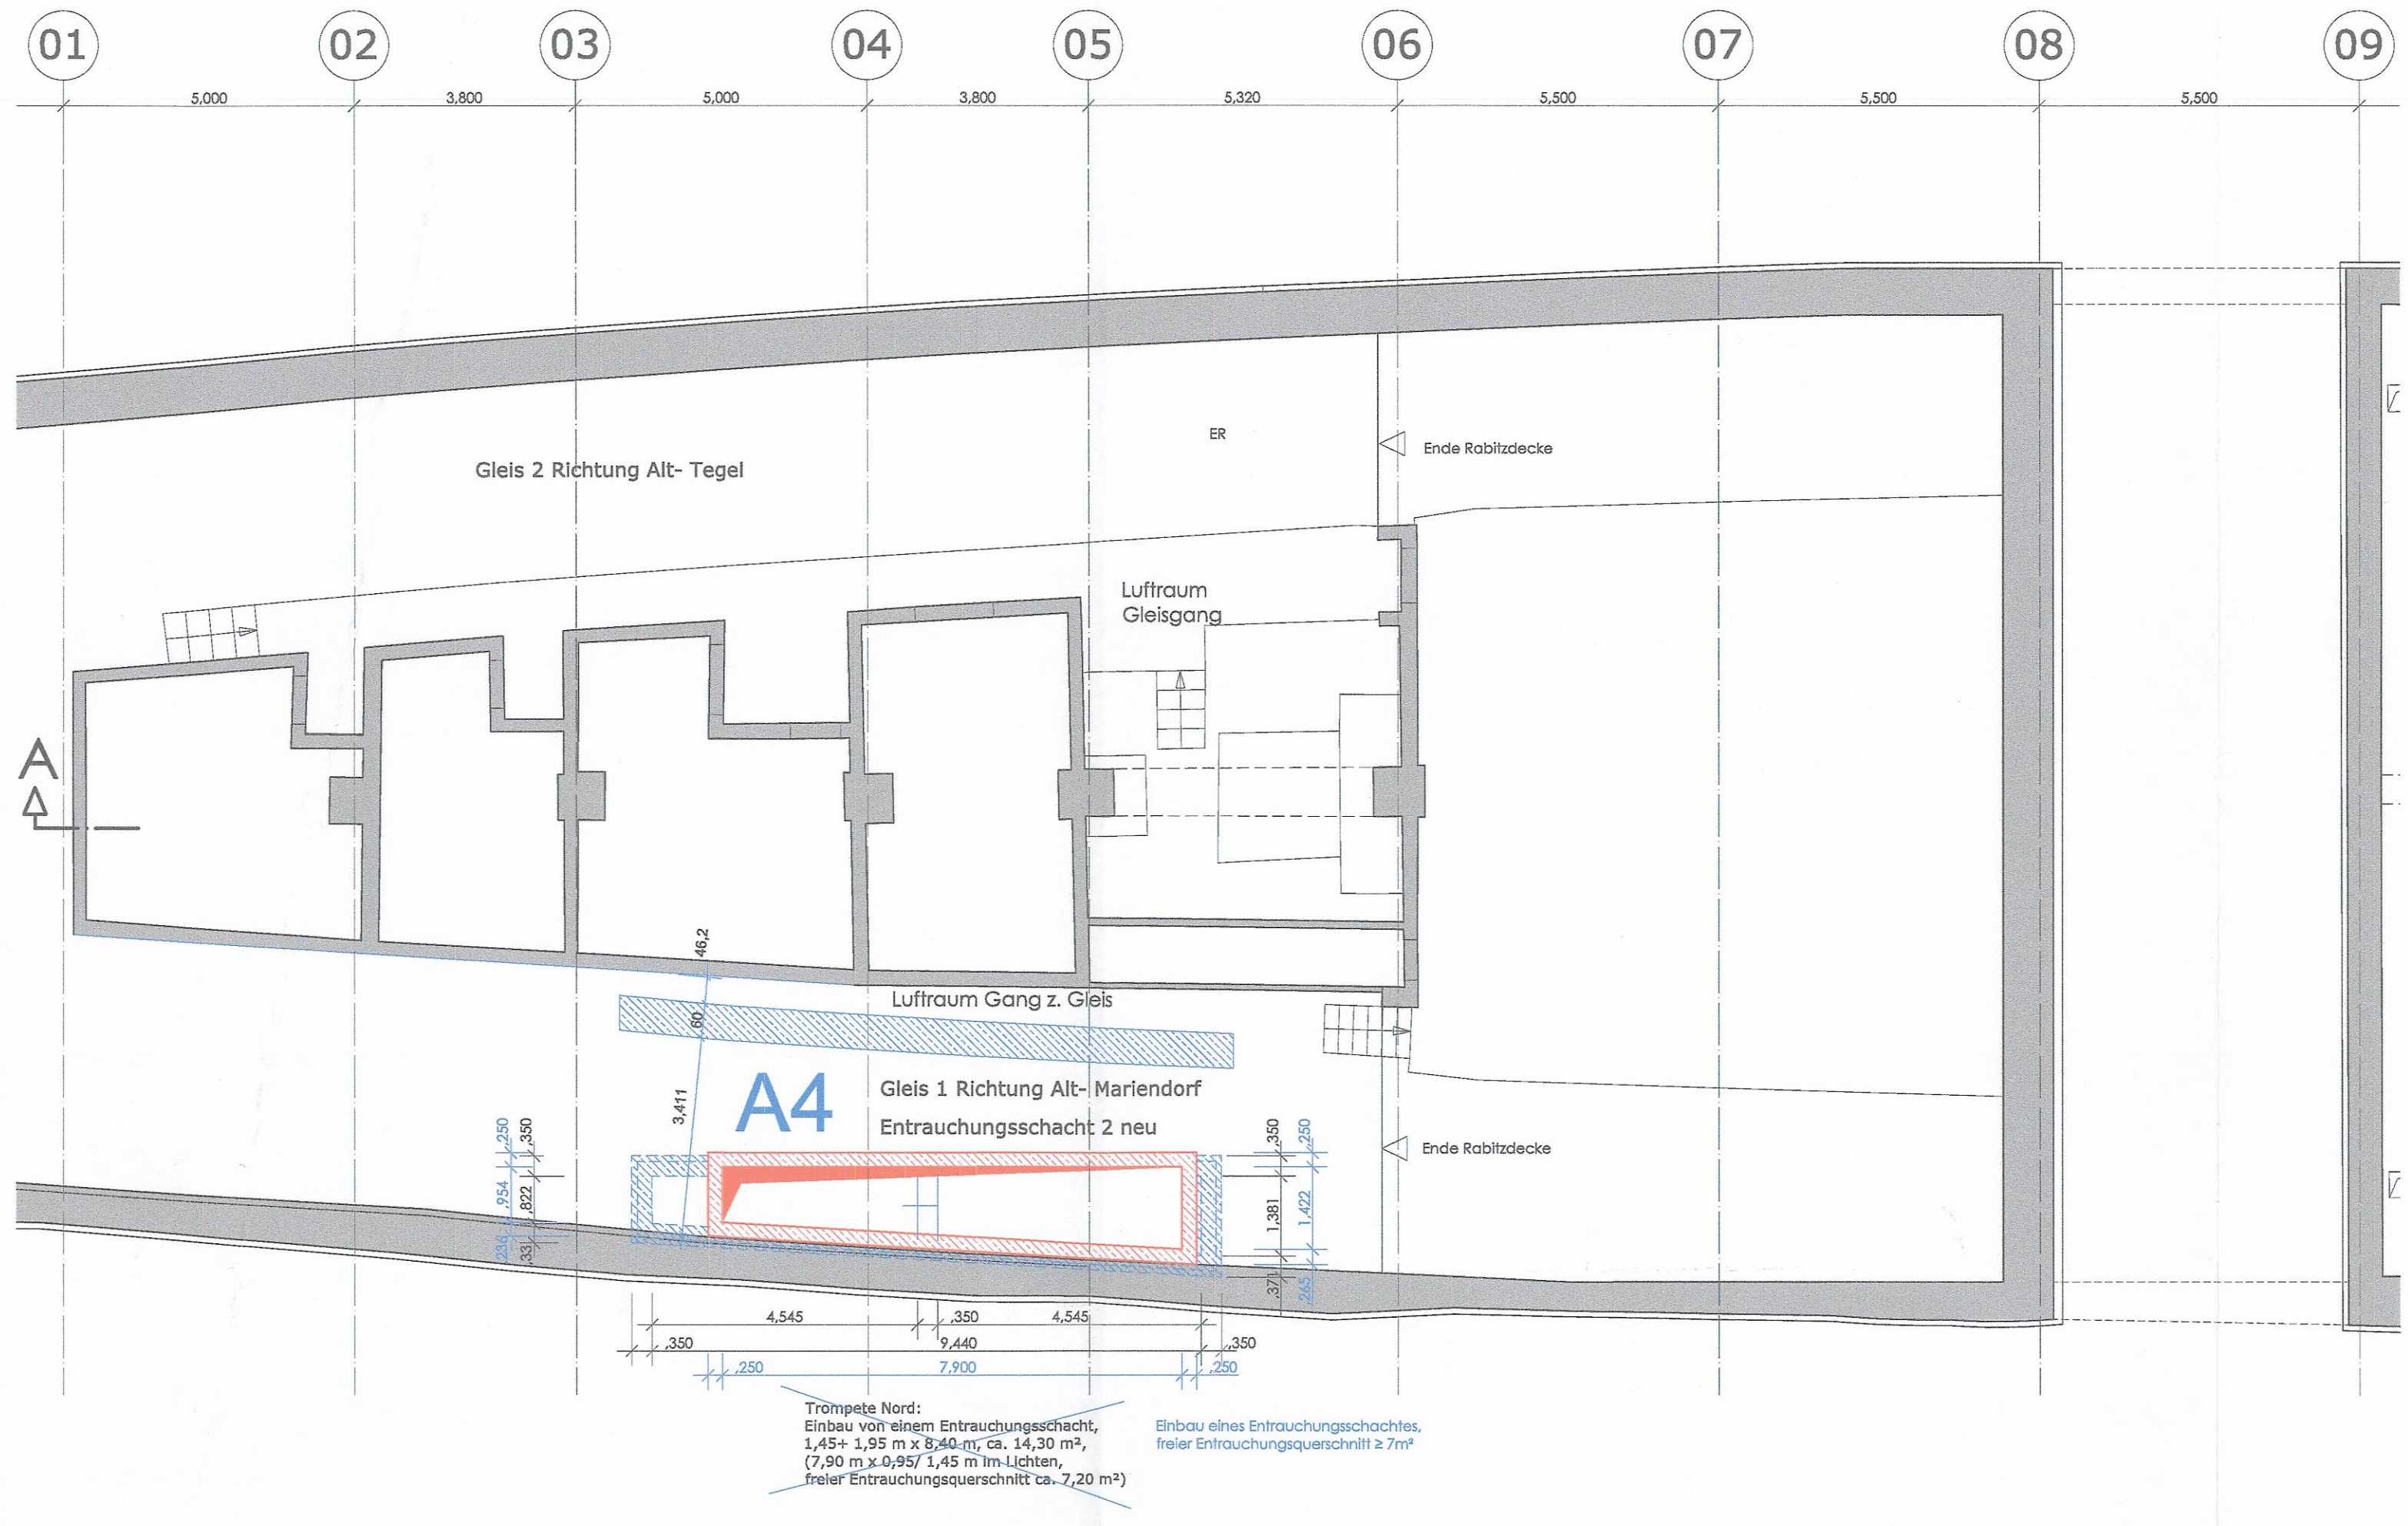 01 02 03 04 05 06 07 08 09
5,000 3,800 5,000 3,800 5,320 5,500 5,500 5,500
ER
Ende Rabitzdecke
Gleis 2 Richtung Alt- Tegel
Luftraum
Gleisgang
A
46,2
Luftraum Gang z. Gleis
60
A4
Gleis 1 Richtung Alt- Mariendorf
3,411
Entrauchungsschacht 2 neu
Ende Rabitzdecke
,250 ,350
,954 ,822
,236 ,33
,350 ,250
1,381 1,422
,371 ,265
4,545 ,350 4,545
,350 9,440 ,350
,250 7,900 ,250
Trompete Nord:
Einbau von einem Entrauchungsschacht,
1,45+ 1,95 m x 8,40 m, ca. 14,30 m²,
(7,90 m x 0,95/ 1,45 m im Lichten,
freier Entrauchungsquerschnitt ca. 7,20 m²)
Einbau eines Entrauchungsschachtes,
freier Entrauchungsquerschnitt ≥ 7m²